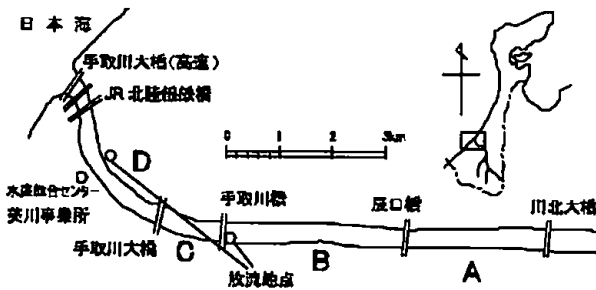 日本海
手取川大橋(高速)
JR北陸線鉄橋
0 1 2 3km
D
水産総合センター
美川事業所
手取川橋
辰口橋
川北大橋
手取川大橋
C
B
A
放流地点